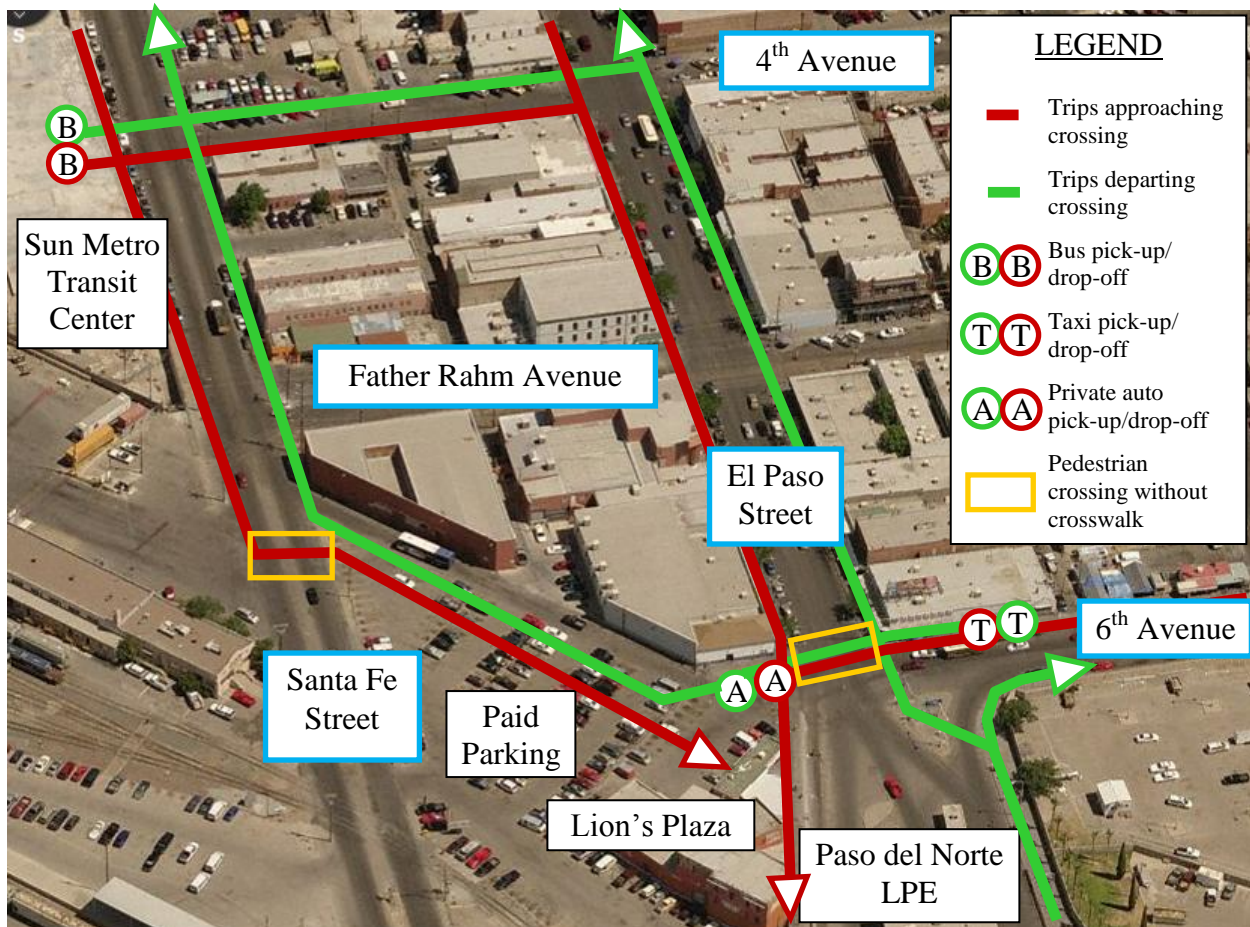 S
4th Avenue
LEGEND
Trips approaching
crossing
Trips departing
crossing
B B Bus pick-up/
drop-off
T T Taxi pick-up/
drop-off
A A Private auto
pick-up/drop-off
Pedestrian
crossing without
crosswalk
B
B
Sun Metro
Transit
Center
Father Rahm Avenue
El Paso
Street
T T
6th Avenue
A A
Santa Fe
Street
Paid
Parking
Lion's Plaza
Paso del Norte
LPE